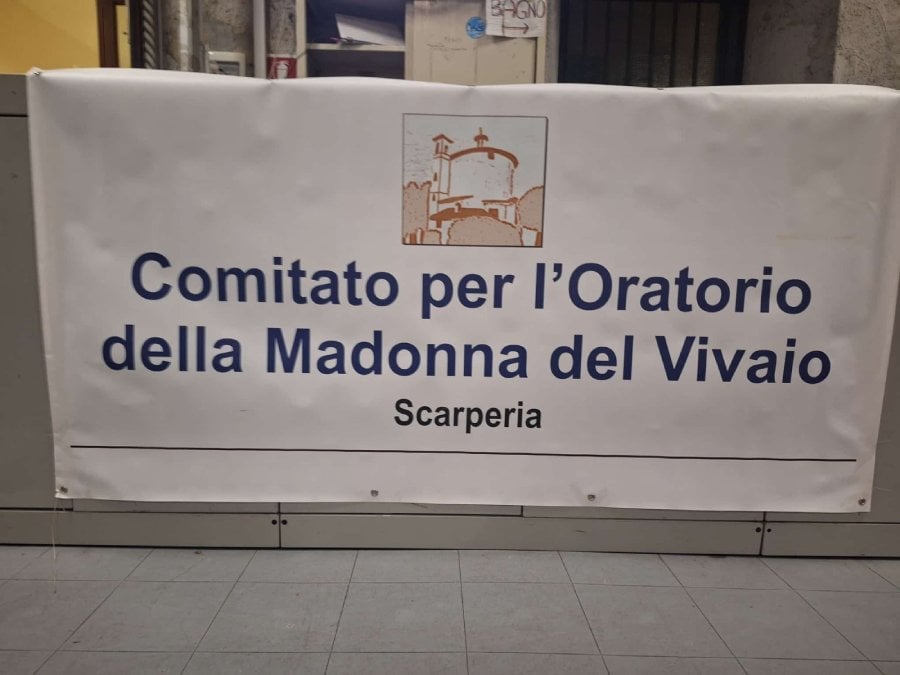 BAGNO
Comitato per l'Oratorio
della Madonna del Vivaio
Scarperia